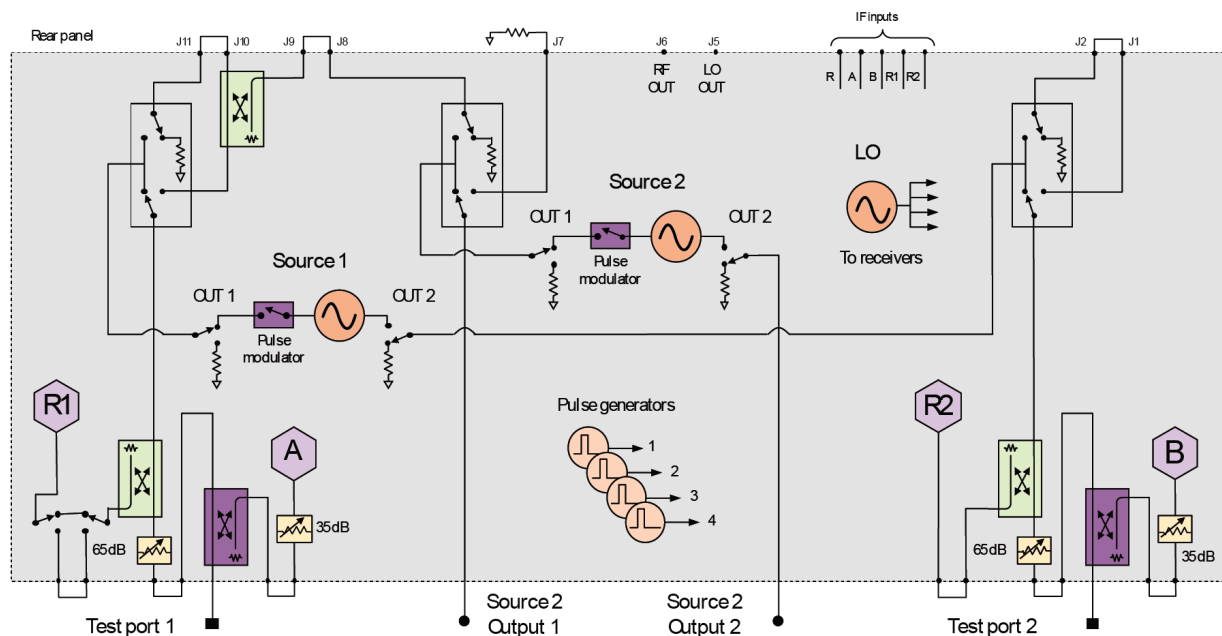 IF inputs
Rear panel
J11 J10 J9 J8 J7 J6 J5 J2 J1
RF
OUT
LO
OUT
R A B R1 R2
LO
Source 2
OUT 1
OUT 2
Pulse
modulator
To receivers
Source 1
OUT 1
OUT 2
Pulse
modulator
R1
A
Pulse generators
R2
B
1
2
3
4
35dB
65dB
65dB
35dB
Test port 1
Source 2
Output 1
Source 2
Output 2
Test port 2